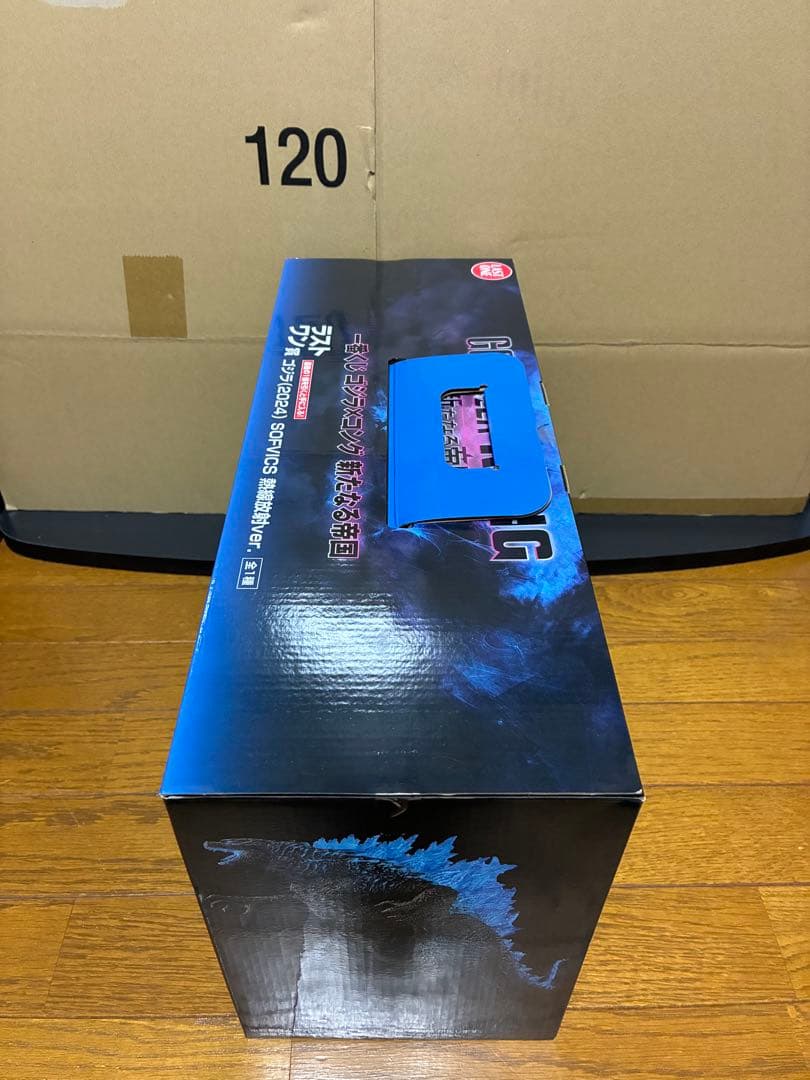 120
LAST
ONE
ラスト
ワン賞
ゴジラ(2024) SOFVICS 熱線放射ver.
全1種
一番くじ ゴジラ×コング 新たなる帝国